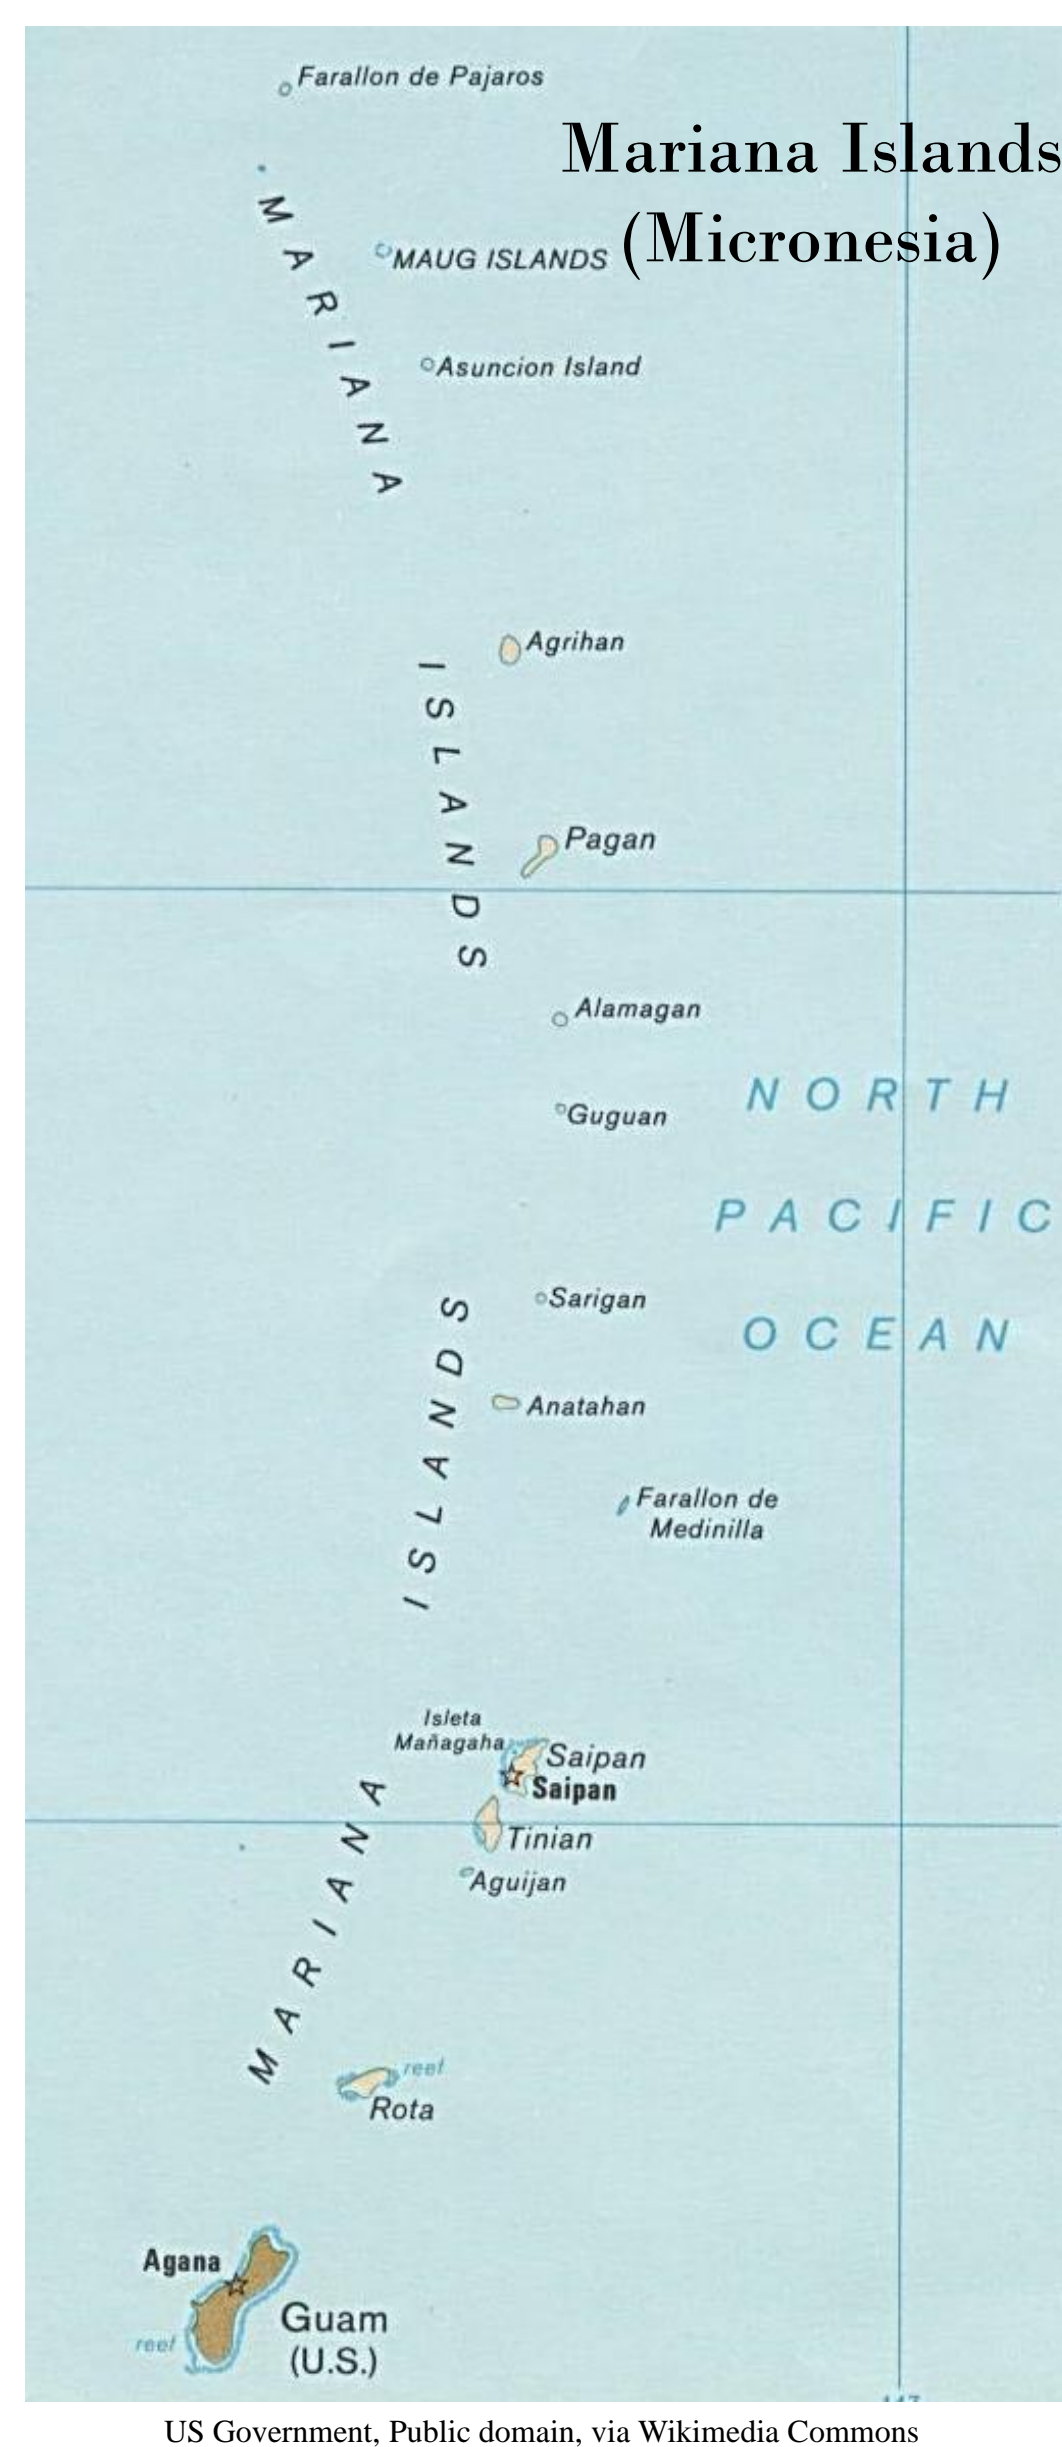 Farallon de Pajaros
Mariana Islands
(Micronesia)
MARIANA
MAUG ISLANDS
Asuncion Island
ISLANDS
Agrihan
Pagan
Alamagan
NORTH
Guguan
PACIFIC
ISLANDS
Sarigan
OCEAN
Anatahan
Farallon de
Medinilla
Isleta
Mañagaha
Saipan
Saipan
MARIANA
Tinian
Aguijan
reef
Rota
Agana
Guam
reef
(U.S.)
US Government, Public domain, via Wikimedia Commons